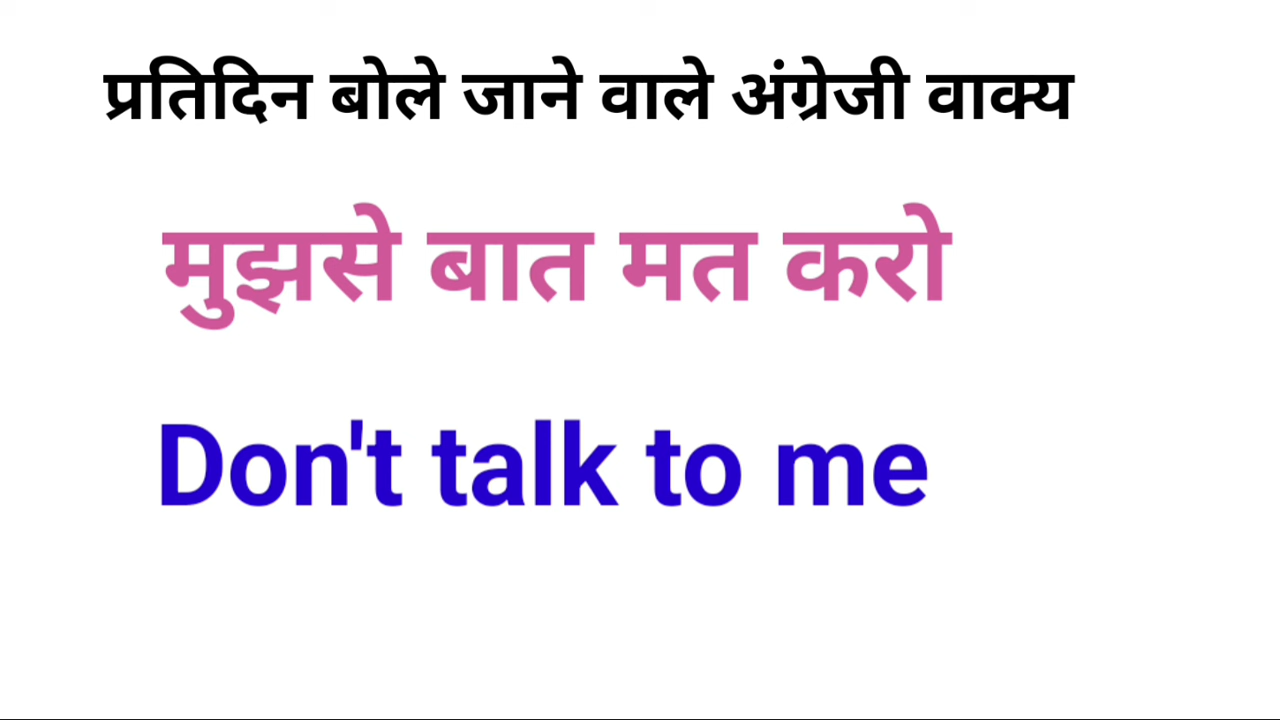 प्रतिदिन बोले जाने वाले अंग्रेजी वाक्य
मुझसे बात मत करो
Don't talk to me